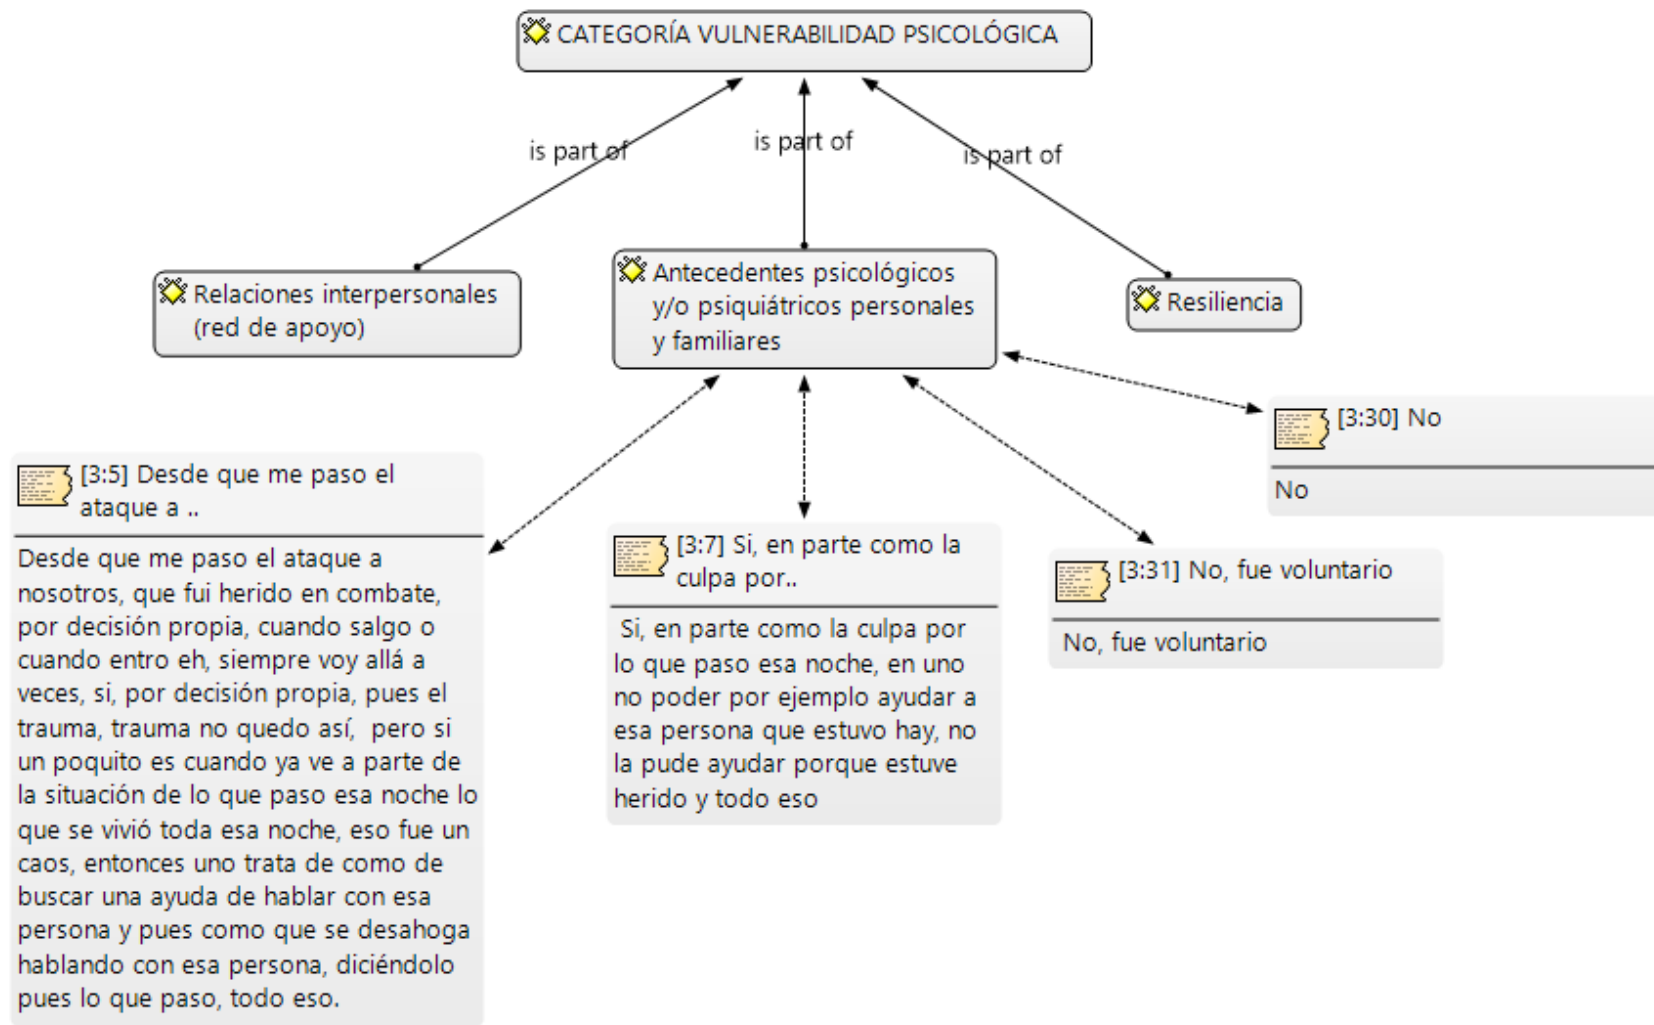 CATEGORÍA VULNERABILIDAD PSICOLÓGICA
is part of
is part of
is part of
Relaciones interpersonales
(red de apoyo)
Antecedentes psicológicos
y/o psiquiátricos personales
y familiares
Resiliencia
[3:5] Desde que me paso el
ataque a ..
Desde que me paso el ataque a
nosotros, que fui herido en combate,
por decisión propia, cuando salgo o
cuando entro eh, siempre voy allá a
veces, si, por decisión propia, pues el
trauma, trauma no quedo así, pero si
un poquito es cuando ya ve a parte de
la situación de lo que paso esa noche lo
que se vivió toda esa noche, eso fue un
caos, entonces uno trata de como de
buscar una ayuda de hablar con esa
persona y pues como que se desahoga
hablando con esa persona, diciéndolo
pues lo que paso, todo eso.
[3:7] Si, en parte como la
culpa por..
Si, en parte como la culpa por
lo que paso esa noche, en uno
no poder por ejemplo ayudar a
esa persona que estuvo hay, no
la pude ayudar porque estuve
herido y todo eso
[3:31] No, fue voluntario
No, fue voluntario
[3:30] No
No